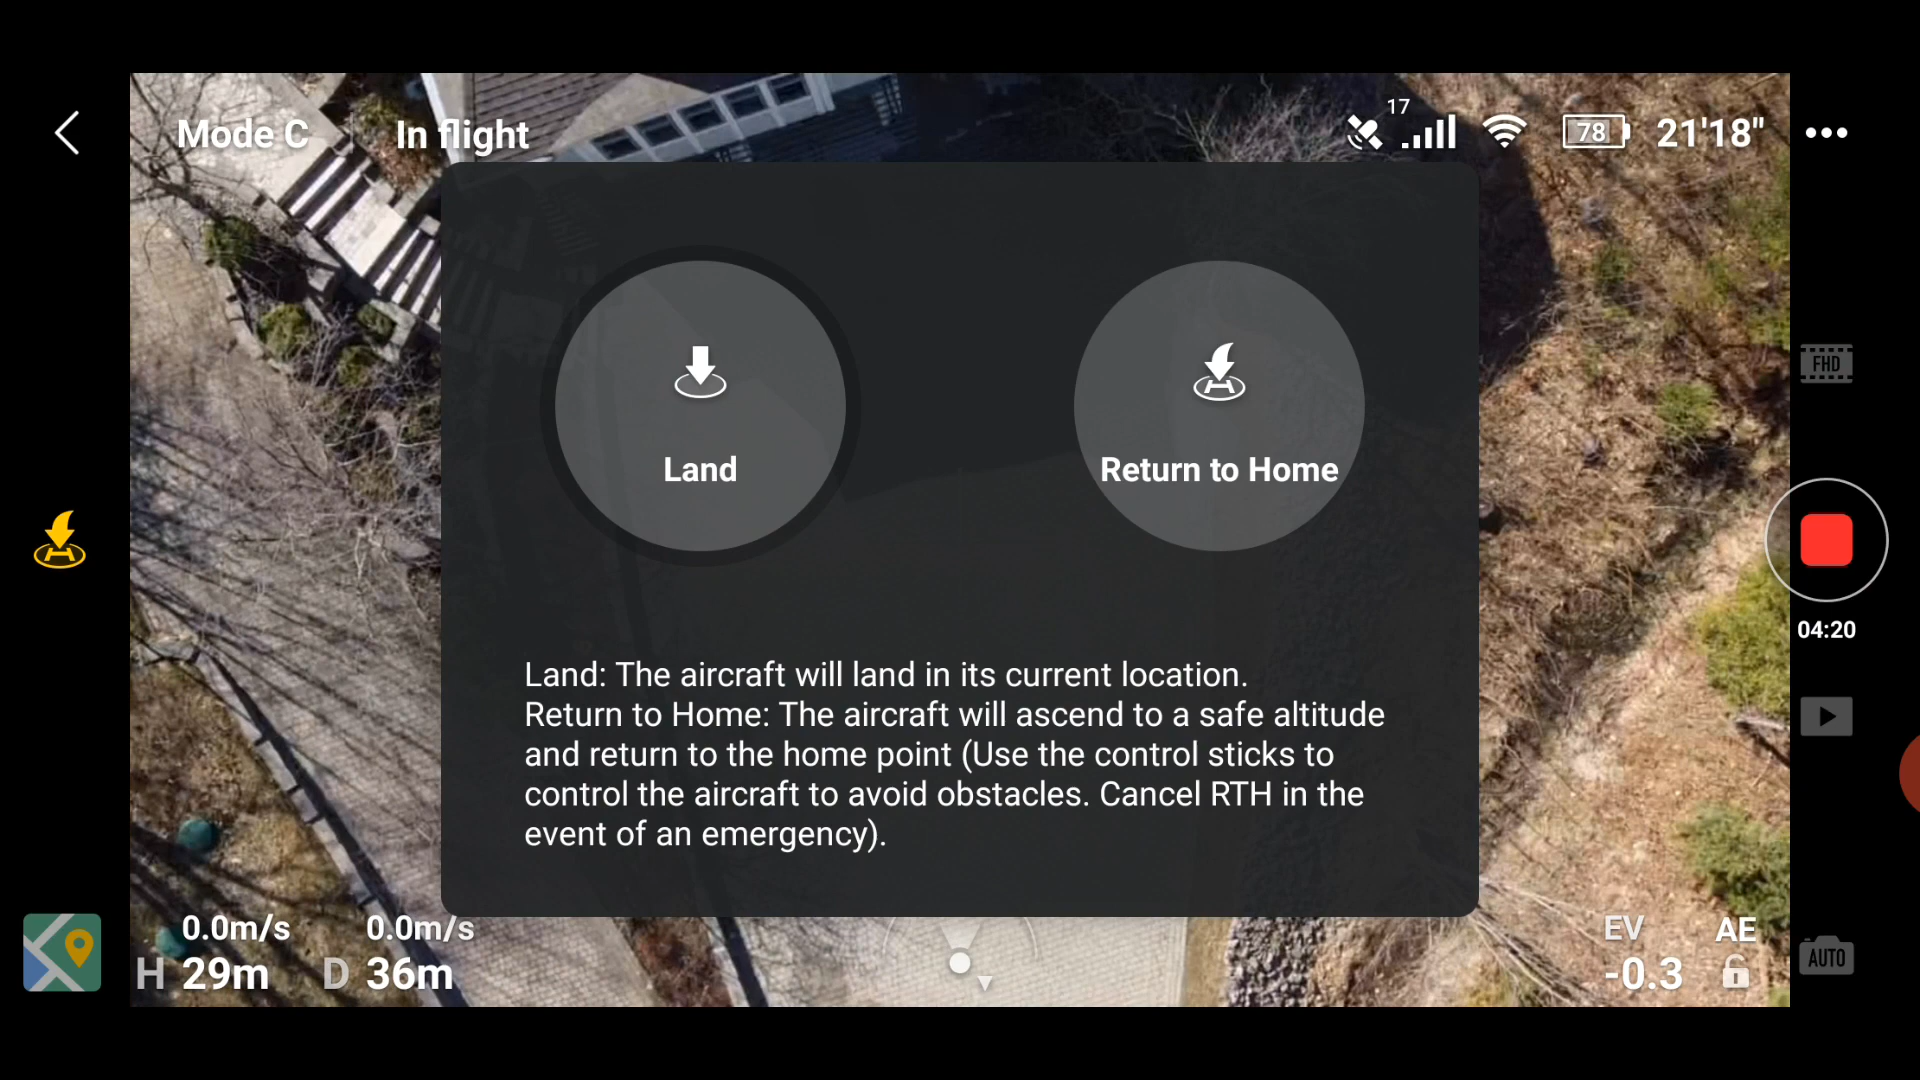 Mode C
In flight
17
78
21'18"
FHD
Land
Return to Home
04:20
Land: The aircraft will land in its current location.
Return to Home: The aircraft will ascend to a safe altitude
and return to the home point (Use the control sticks to
control the aircraft to avoid obstacles. Cancel RTH in the
event of an emergency).
0.0m/s
0.0m/s
H 29m
D 36m
EV
-0.3
AE
AUTO